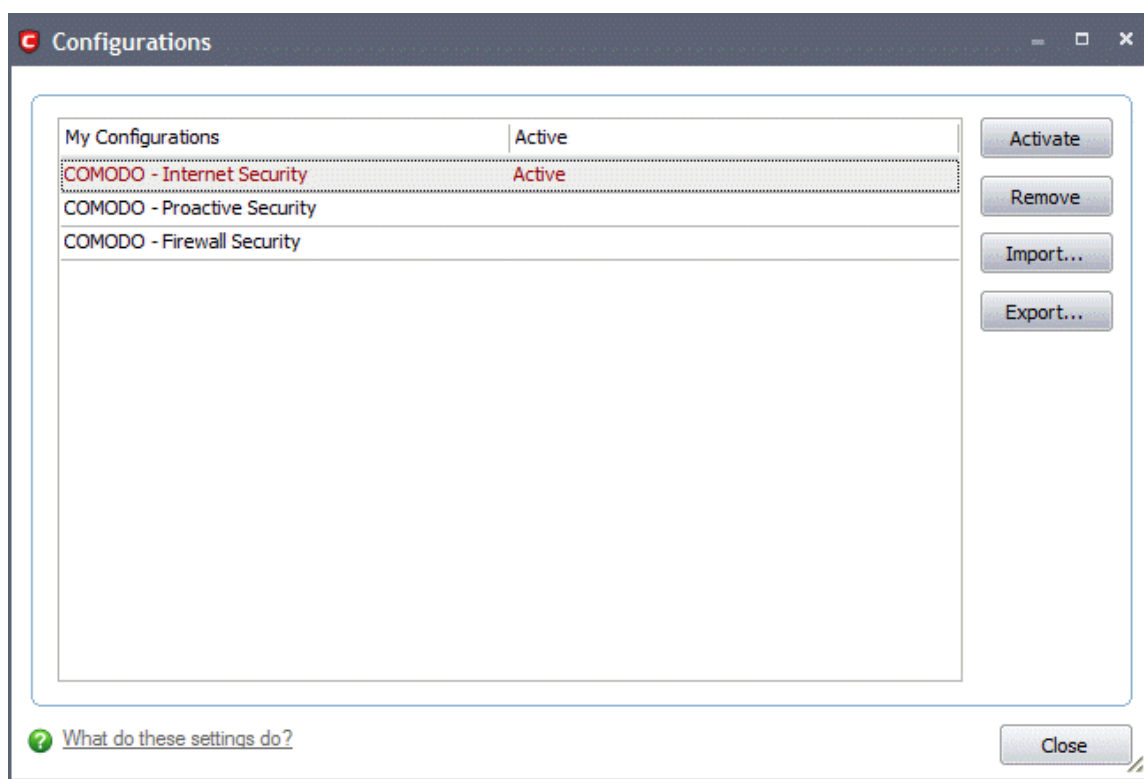 Configurations
My Configurations Active
COMODO - Internet Security Active
COMODO - Proactive Security
COMODO - Firewall Security
Activate
Remove
Import...
Export...
What do these settings do?
Close